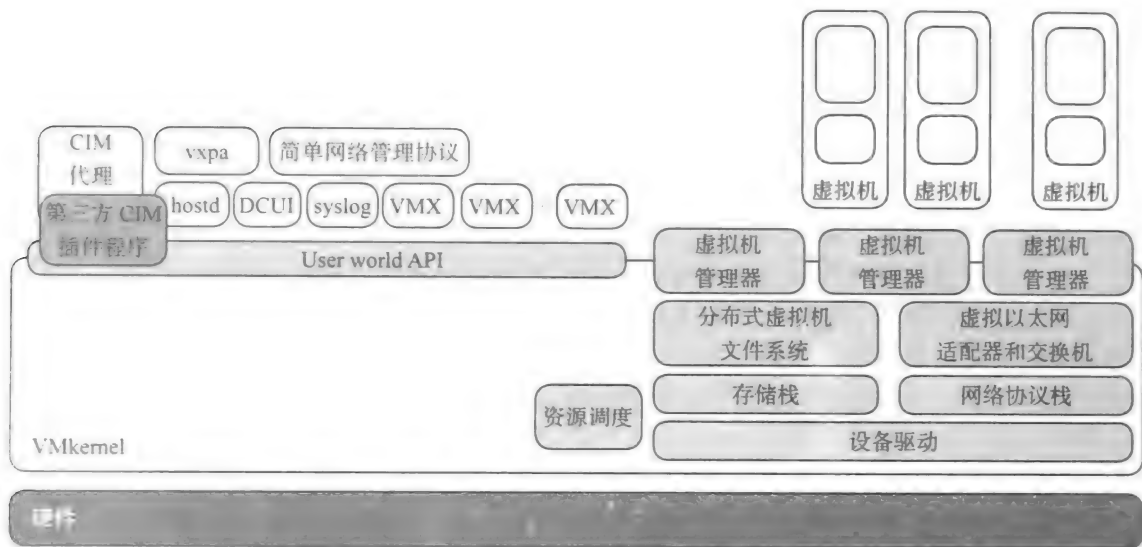 CIM
代理
vxpa
简单网络管理协议
第三方 CIM
插件程序
hostd
DCUI
syslog
VMX
VMX
VMX
User world API
虚拟机
虚拟机
虚拟机
虚拟机
管理器
虚拟机
管理器
虚拟机
管理器
分布式虚拟机
文件系统
虚拟以太网
适配器和交换机
存储栈
网络协议栈
资源调度
设备驱动
VMkernel
硬件